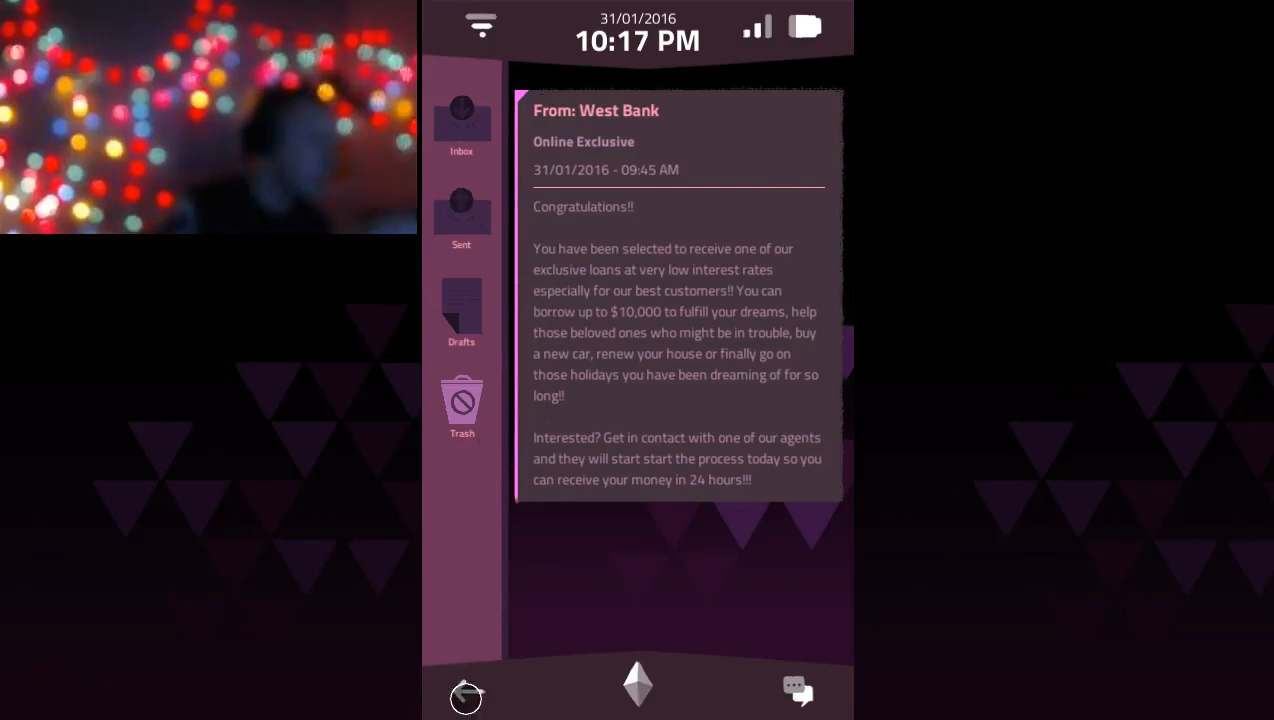 31/01/2016
10:17 PM
Inbox
Sent
Drafts
Trash
From: West Bank
Online Exclusive
31/01/2016 - 09:45 AM
Congratulations!!
You have been selected to receive one of our
exclusive loans at very low interest rates
especially for our best customers!! You can
borrow up to $10,000 to fulfill your dreams, help
those beloved ones who might be in trouble, buy
a new car, renew your house or finally go on
those holidays you have been dreaming of for so
long!!
Interested? Get in contact with one of our agents
and they will start start the process today so you
can receive your money in 24 hours!!!